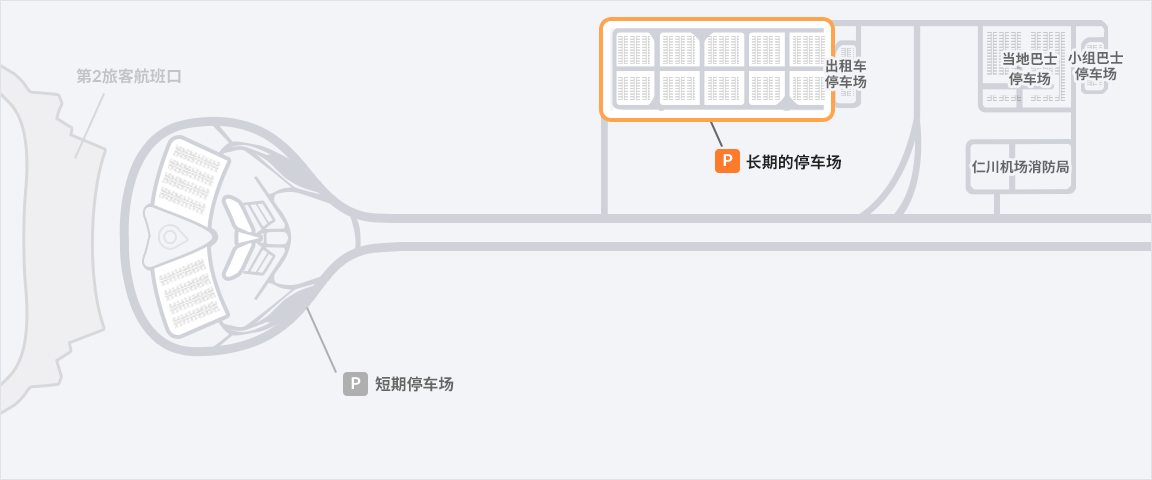 第2旅客航班口
出租车
停车场
当地巴士
停车场
小组巴士
停车场
P 长期的停车场
仁川机场消防局
P 短期停车场